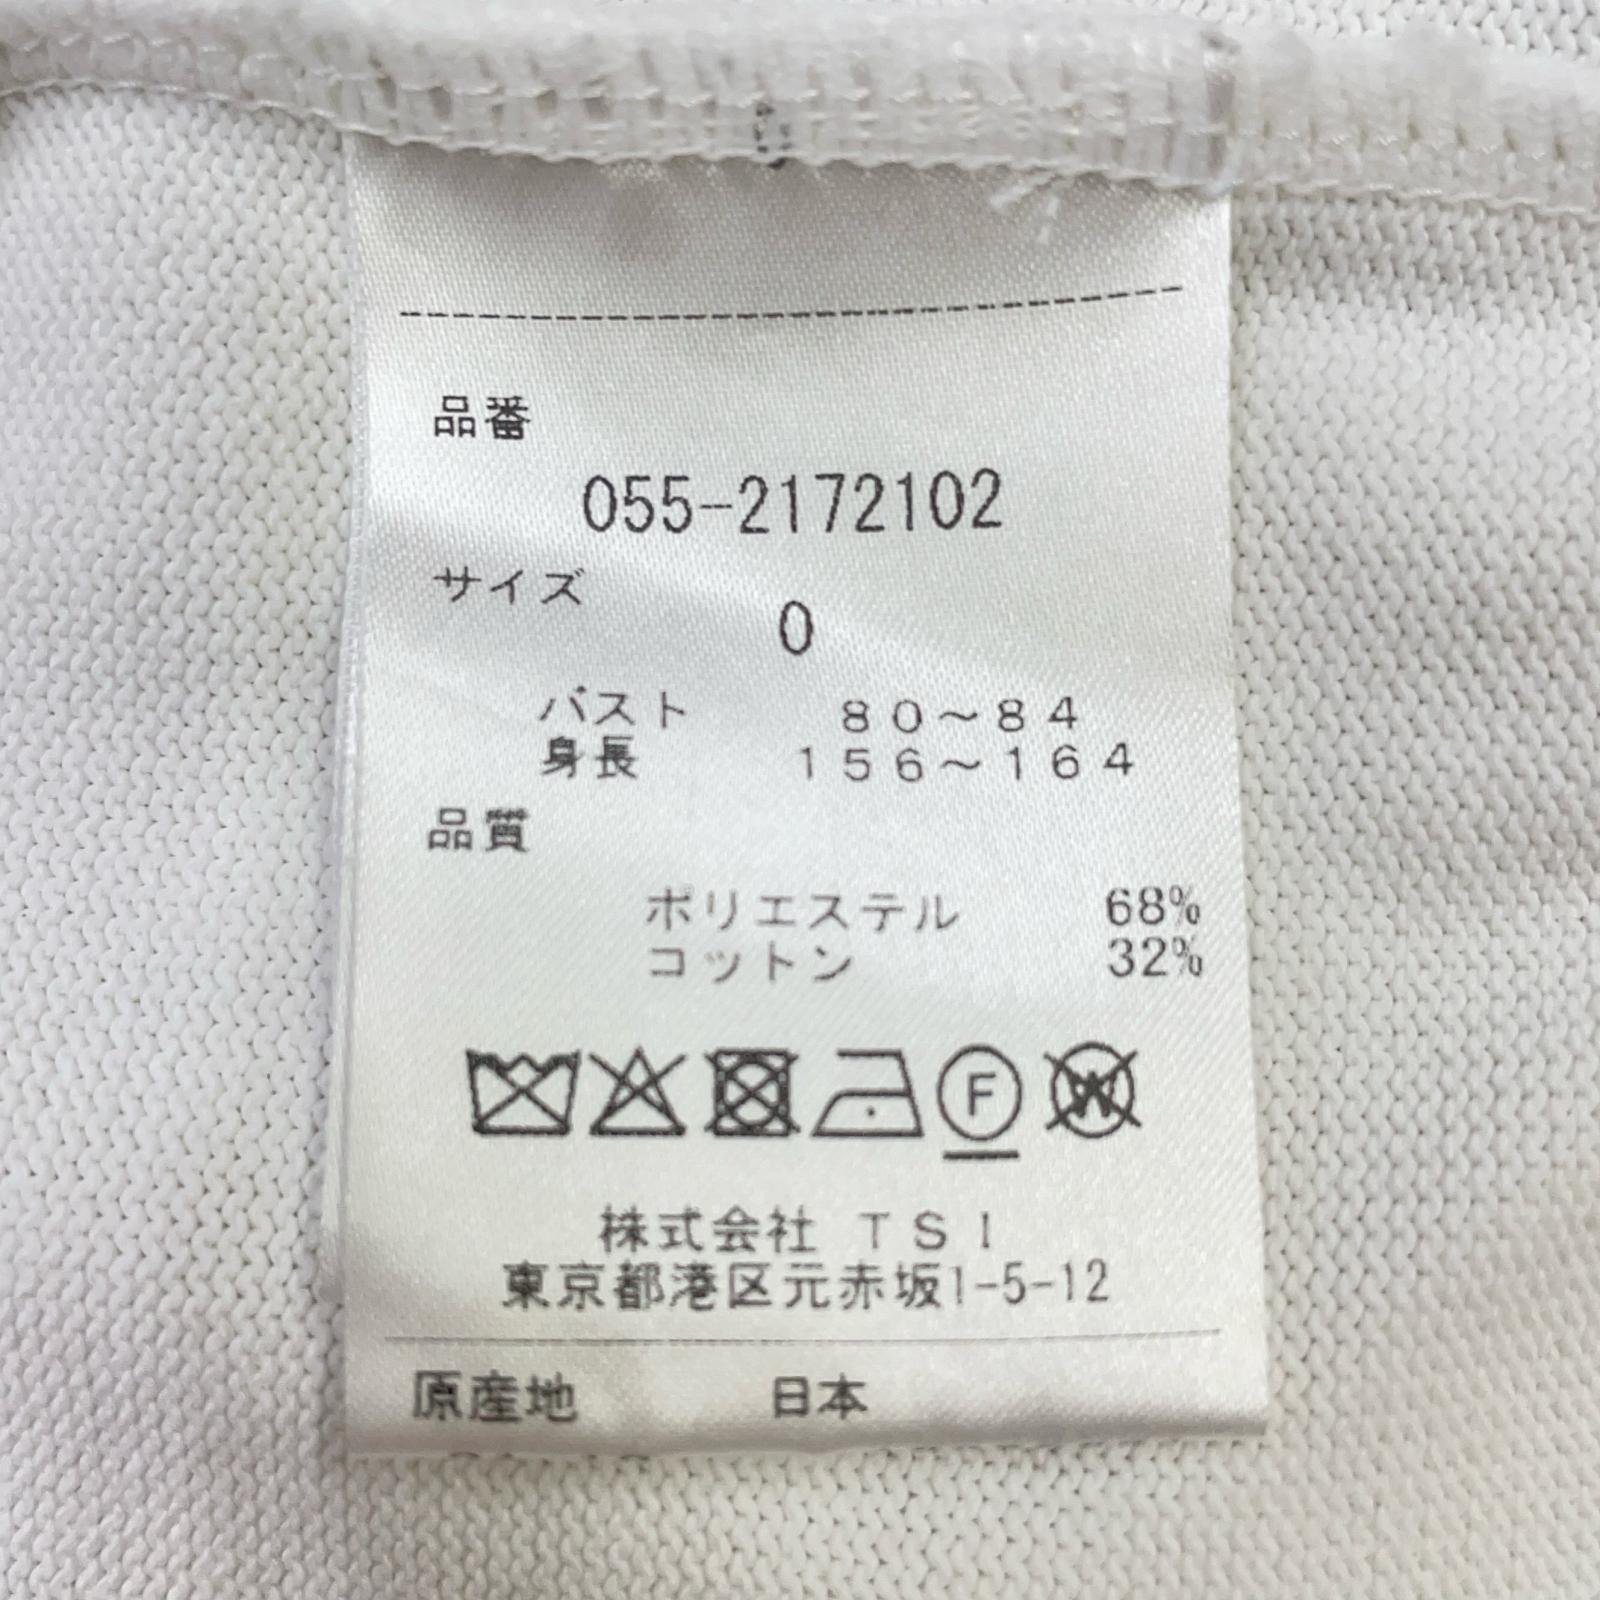 品番
055-2172102
サイズ
0
バスト 80~84
身長 156~164
品質
ポリエステル 68%
コットン 32%
F W
株式会社 TSI
東京都港区元赤坂1-5-12
原産地 日本